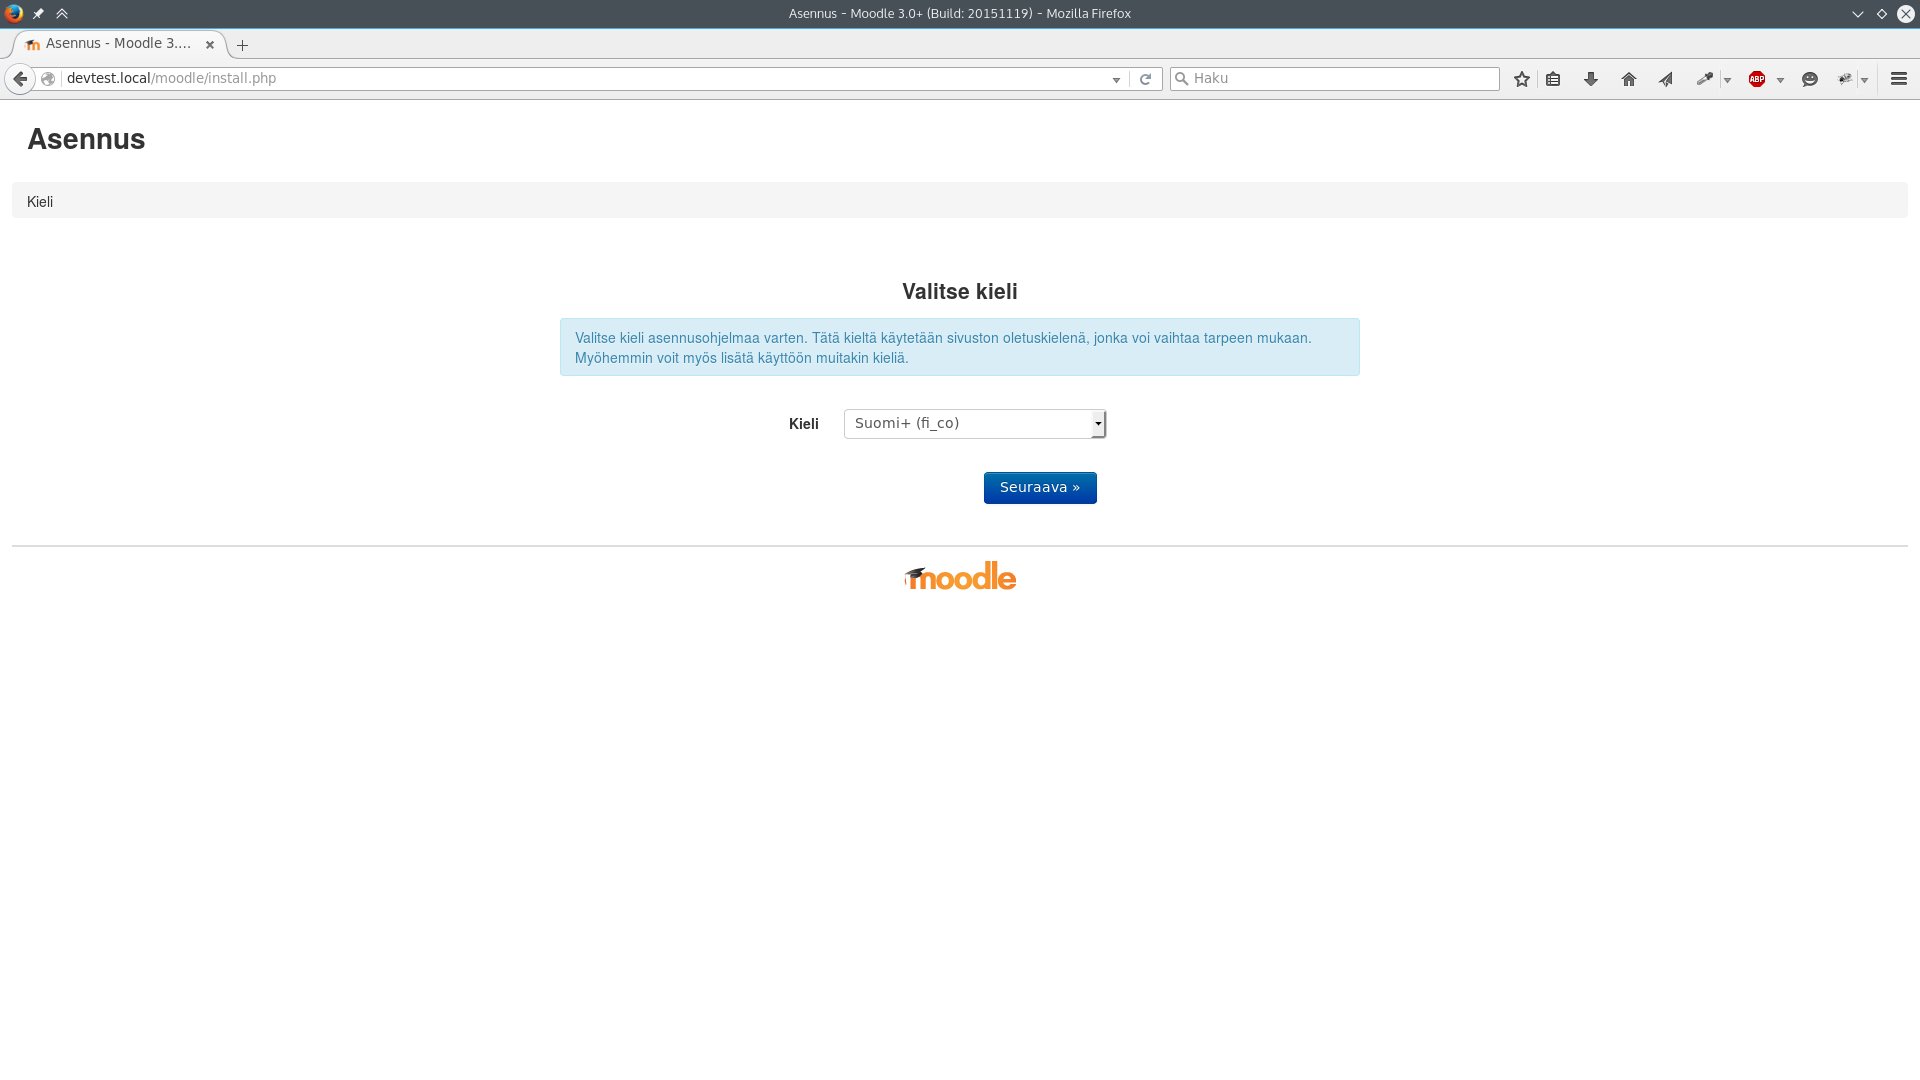 Asennus – Moodle 3.0+ (Build: 20151119) – Mozilla Firefox
Asennus - Moodle 3....
devtest.local/moodle/install.php
Haku
ABP
Asennus
Kieli
Valitse kieli
Valitse kieli asennusohjelmaa varten. Tätä kieltä käytetään sivuston oletuskielenä, jonka voi vaihtaa tarpeen mukaan.
Myöhemmin voit myös lisätä käyttöön muitakin kieliä.
Kieli
Suomi+ (fi_co)
Seuraava »
moodle